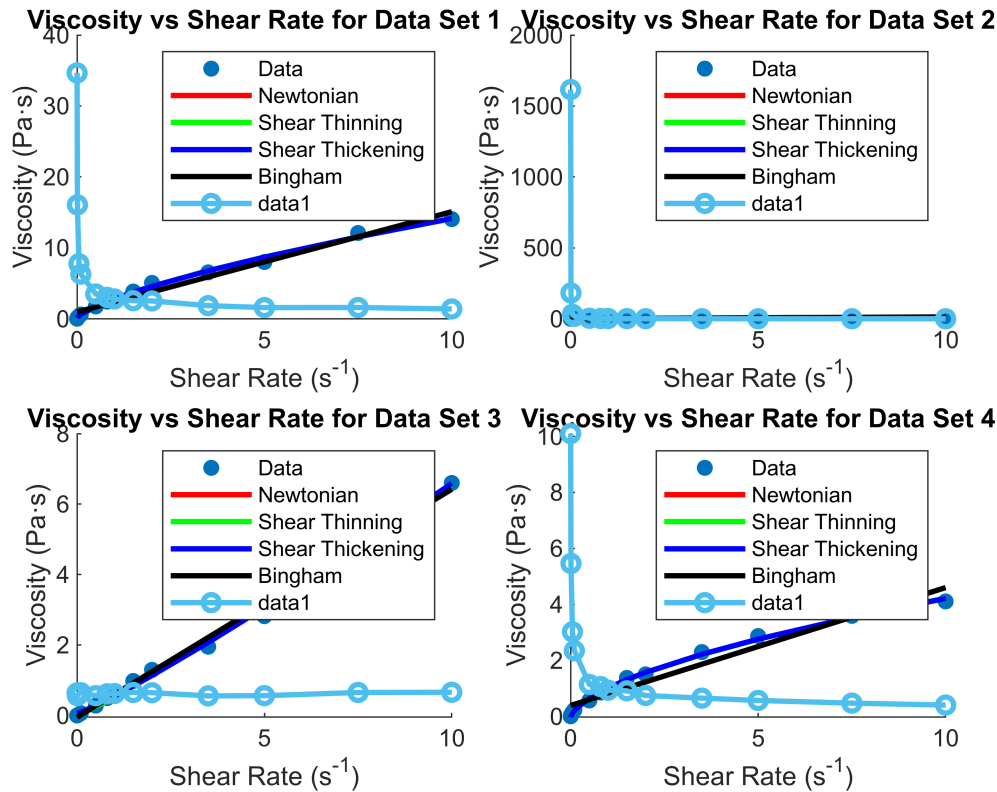 Viscosity vs Shear Rate for Data Set 1
40
30
20
10
0
Viscosity (Pa·s)
Data
Newtonian
Shear Thinning
Shear Thickening
Bingham
data1
0 5 10
Shear Rate (s-1)
Viscosity vs Shear Rate for Data Set 2
2000
1500
1000
500
0
Viscosity (Pa·s)
Data
Newtonian
Shear Thinning
Shear Thickening
Bingham
data1
0 5 10
Shear Rate (s-1)
Viscosity vs Shear Rate for Data Set 3
8
6
4
2
0
Viscosity (Pa·s)
Data
Newtonian
Shear Thinning
Shear Thickening
Bingham
data1
0 5 10
Shear Rate (s-1)
Viscosity vs Shear Rate for Data Set 4
10
8
6
4
2
0
Viscosity (Pa·s)
Data
Newtonian
Shear Thinning
Shear Thickening
Bingham
data1
0 5 10
Shear Rate (s-1)